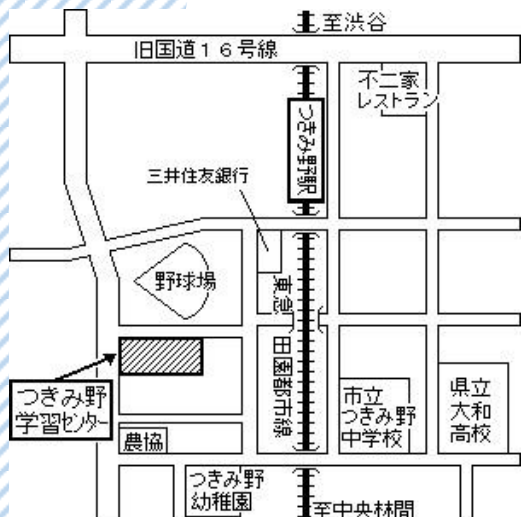 至渋谷
旧国道16号線
不二家
レストラン
つきみ野駅
三井住友銀行
野球場
東急
田園都市線
つきみ野
学習センター
農協
市立
つきみ野
中学校
県立
大和
高校
つきみ野
幼稚園
至中央林間